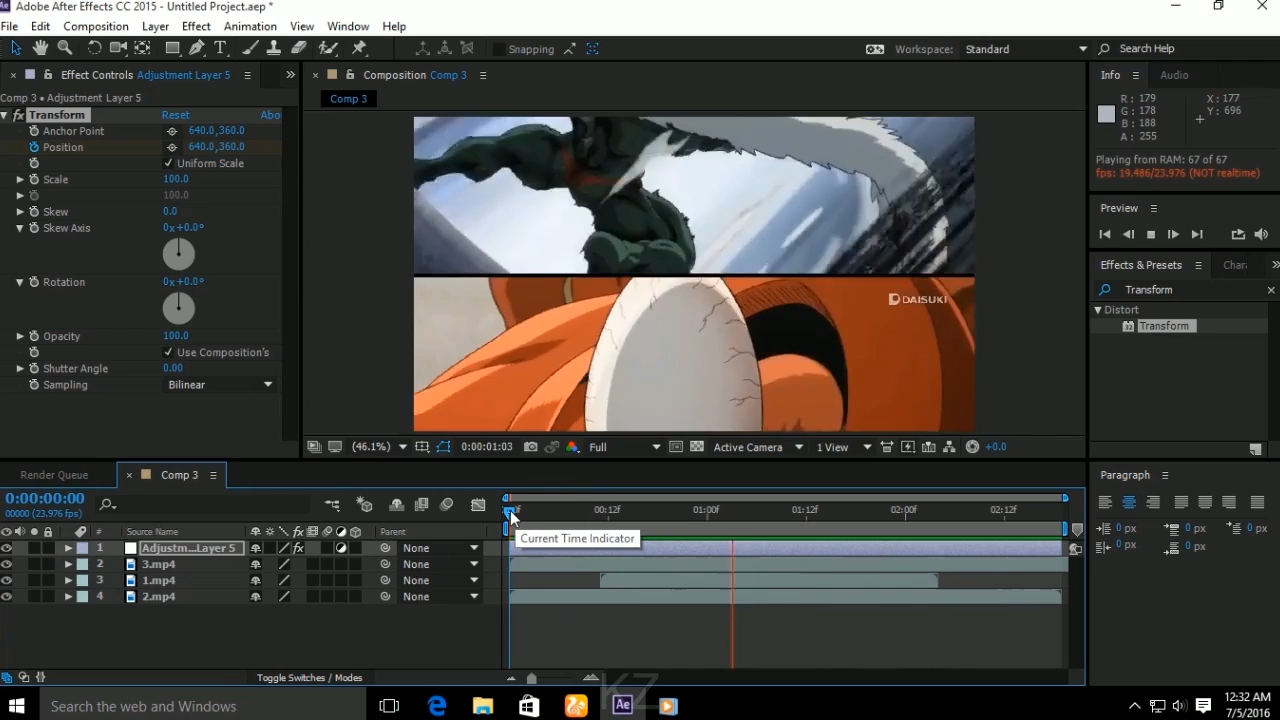 Adobe After Effects CC 2015 - Untitled Project.aep *
File Edit Composition Layer Effect Animation View Window Help
Snapping
Workspace: Standard
Search Help
Effect Controls Adjustment Layer 5
Comp 3 • Adjustment Layer 5
fx Transform Reset Abo
Anchor Point 640.0,360.0
Position 640.0,360.0
Uniform Scale
Scale 100.0
100.0
Skew 0.0
Skew Axis 0x+0.0°
Rotation 0x+0.0°
Opacity 100.0
Use Composition's
Shutter Angle 0.00
Sampling Bilinear
Composition Comp 3
Comp 3
DAISUKI
(46.1%) 0:00:01:03 Full Active Camera 1 View +0.0
Info Audio
R: 179 X: 177
G: 178 Y: 696
B: 188
A: 255
Playing from RAM: 67 of 67
fps: 19.486/23.976 (NOT realtime)
Preview
Effects & Presets Char
Transform
Distort
32 Transform
Render Queue Comp 3
0:00:00:00
00000 (23.976 fps)
00:12f 01:00f 01:12f 02:00f 02:12f
# Source Name fx Parent
1 Adjustm...Layer 5 fx None
2 3.mp4 None
3 1.mp4 None
4 2.mp4 None
Current Time Indicator
Toggle Switches / Modes
Paragraph
0 px 0 px 0 px
0 px 0 px
KZ
Search the web and Windows
Ae
12:32 AM
7/5/2016